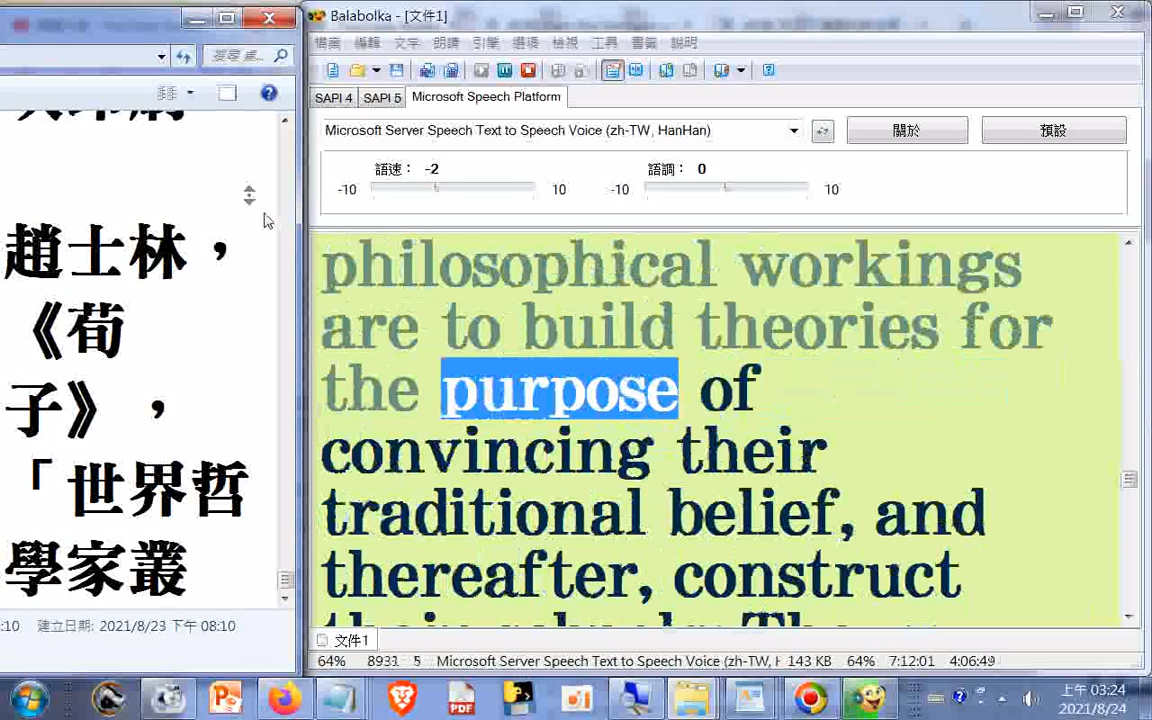 Balabolka - [文件1]
檔案 編輯 文字 朗讀 引擎 選項 檢視 工具 書籤 說明
SAPI 4 SAPI 5 Microsoft Speech Platform
Microsoft Server Speech Text to Speech Voice (zh-TW, HanHan)
關於 預設
語速： -2 語調： 0
-10 10 -10 10
philosophical workings
are to build theories for
the purpose of
convincing their
traditional belief, and
thereafter, construct
文件1
64% 8931 5 Microsoft Server Speech Text to Speech Voice (zh-TW, H 143 KB 64% 7:12:01 4:06:49
搜尋 桌...
趙士林，
《荀
子》，
「世界哲
學家叢
:10 建立日期: 2021/8/23 下午 08:10
PDF
上午 03:24
2021/8/24